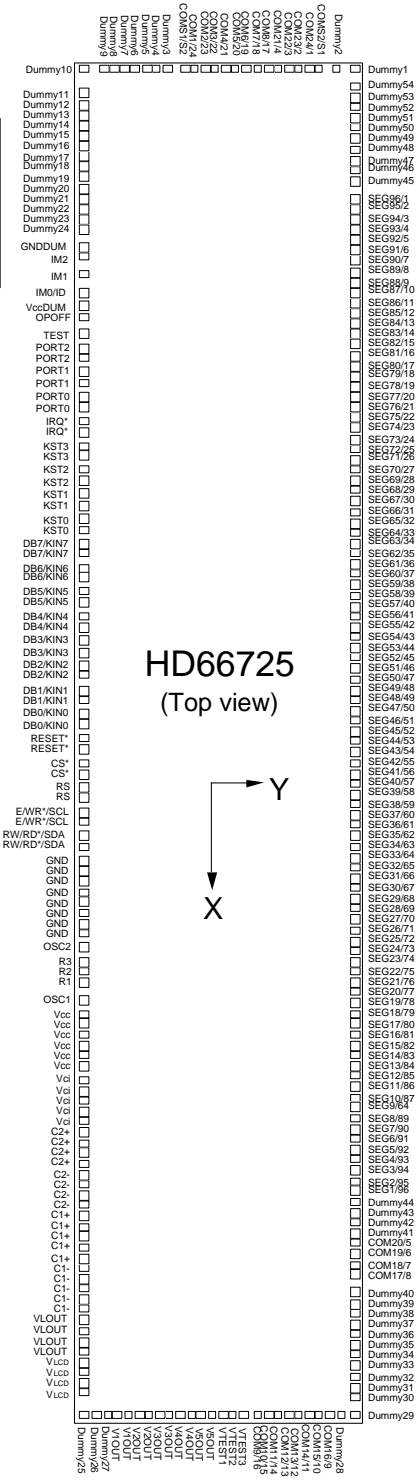 Dummy9
Dummy8
Dummy7
Dummy6
Dummy5
Dummy4
Dummy3
COMS1/S2
COM1/24
COM2/23
COM3/22
COM4/21
COM5/20
COM6/19
COM7/18
COM8/17
COM21/4
COM22/3
COM23/2
COM24/1
COMS2/S1
Dummy2
Dummy10
Dummy11
Dummy12
Dummy13
Dummy14
Dummy15
Dummy16
Dummy17
Dummy18
Dummy19
Dummy20
Dummy21
Dummy22
Dummy23
Dummy24
GNDDUM
IM2
IM1
IM0/ID
VccDUM
OPOFF
TEST
PORT2
PORT2
PORT1
PORT1
PORT0
PORT0
IRQ*
IRQ*
KST3
KST3
KST2
KST2
KST1
KST1
KST0
KST0
DB7/KIN7
DB7/KIN7
DB6/KIN6
DB6/KIN6
DB5/KIN5
DB5/KIN5
DB4/KIN4
DB4/KIN4
DB3/KIN3
DB3/KIN3
DB2/KIN2
DB2/KIN2
DB1/KIN1
DB1/KIN1
DB0/KIN0
DB0/KIN0
RESET*
RESET*
CS*
CS*
RS
RS
E/WR*/SCL
E/WR*/SCL
RW/RD*/SDA
RW/RD*/SDA
GND
GND
GND
GND
GND
GND
GND
GND
OSC2
R3
R2
R1
OSC1
Vcc
Vcc
Vcc
Vcc
Vcc
Vcc
Vci
Vci
Vci
Vci
Vci
C2+
C2+
C2+
C2+
C2-
C2-
C2-
C2-
C1+
C1+
C1+
C1+
C1+
C1-
C1-
C1-
C1-
C1-
VLOUT
VLOUT
VLOUT
VLOUT
VLCD
VLCD
VLCD
VLCD
HD66725
(Top view)
Y
X
Dummy1
Dummy54
Dummy53
Dummy52
Dummy51
Dummy50
Dummy49
Dummy48
Dummy47
Dummy46
Dummy45
SEG96/1
SEG95/2
SEG94/3
SEG93/4
SEG92/5
SEG91/6
SEG90/7
SEG89/8
SEG88/9
SEG87/10
SEG86/11
SEG85/12
SEG84/13
SEG83/14
SEG82/15
SEG81/16
SEG80/17
SEG79/18
SEG78/19
SEG77/20
SEG76/21
SEG75/22
SEG74/23
SEG73/24
SEG72/25
SEG71/26
SEG70/27
SEG69/28
SEG68/29
SEG67/30
SEG66/31
SEG65/32
SEG64/33
SEG63/34
SEG62/35
SEG61/36
SEG60/37
SEG59/38
SEG58/39
SEG57/40
SEG56/41
SEG55/42
SEG54/43
SEG53/44
SEG52/45
SEG51/46
SEG50/47
SEG49/48
SEG48/49
SEG47/50
SEG46/51
SEG45/52
SEG44/53
SEG43/54
SEG42/55
SEG41/56
SEG40/57
SEG39/58
SEG38/59
SEG37/60
SEG36/61
SEG35/62
SEG34/63
SEG33/64
SEG32/65
SEG31/66
SEG30/67
SEG29/68
SEG28/69
SEG27/70
SEG26/71
SEG25/72
SEG24/73
SEG23/74
SEG22/75
SEG21/76
SEG20/77
SEG19/78
SEG18/79
SEG17/80
SEG16/81
SEG15/82
SEG14/83
SEG13/84
SEG12/85
SEG11/86
SEG10/87
SEG9/64
SEG8/89
SEG7/90
SEG6/91
SEG5/92
SEG4/93
SEG3/94
SEG2/95
SEG1/96
Dummy44
Dummy43
Dummy42
Dummy41
COM20/5
COM19/6
COM18/7
COM17/8
Dummy40
Dummy39
Dummy38
Dummy37
Dummy36
Dummy35
Dummy34
Dummy33
Dummy32
Dummy31
Dummy30
Dummy29
Dummy25
Dummy26
Dummy27
V1OUT
V1OUT
V2OUT
V2OUT
V3OUT
V3OUT
V4OUT
V4OUT
V5OUT
V5OUT
VTEST1
VTEST2
VTEST3
COM9/16
COM10/15
COM11/14
COM12/13
COM13/12
COM14/11
COM15/10
COM16/9
Dummy28